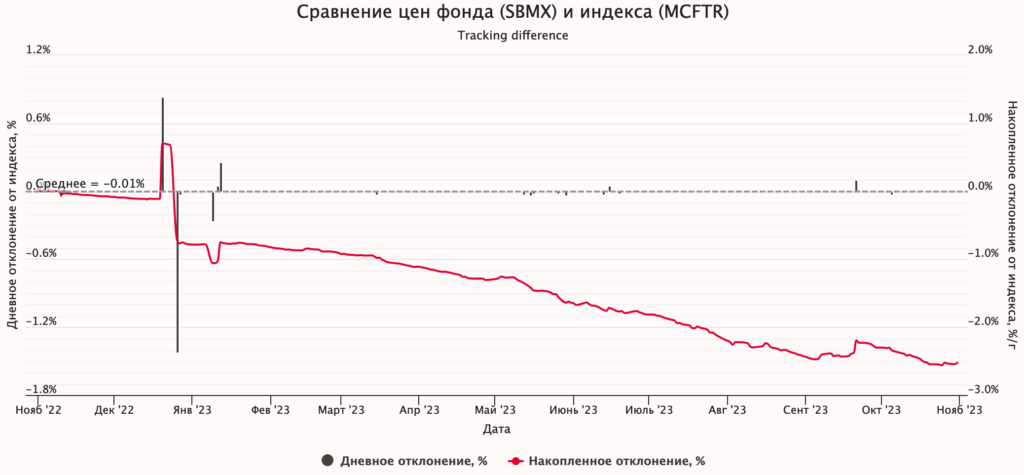 Сравнение цен фонда (SBMX) и индекса (MCFTR)
Tracking difference
1.2%
0.6%
0.0%
−0.6%
−1.2%
−1.8%
Дневное отклонение от индекса, %
Среднее = −0.01%
2.0%
1.0%
0.0%
−1.0%
−2.0%
−3.0%
Накопленное отклонение от индекса, %/г
Нояб '22 Дек '22 Янв '23 Фев '23 Март '23 Апр '23 Май '23 Июнь '23 Июль '23 Авг '23 Сент '23 Окт '23 Нояб '23
Дата
Дневное отклонение, % Накопленное отклонение, %